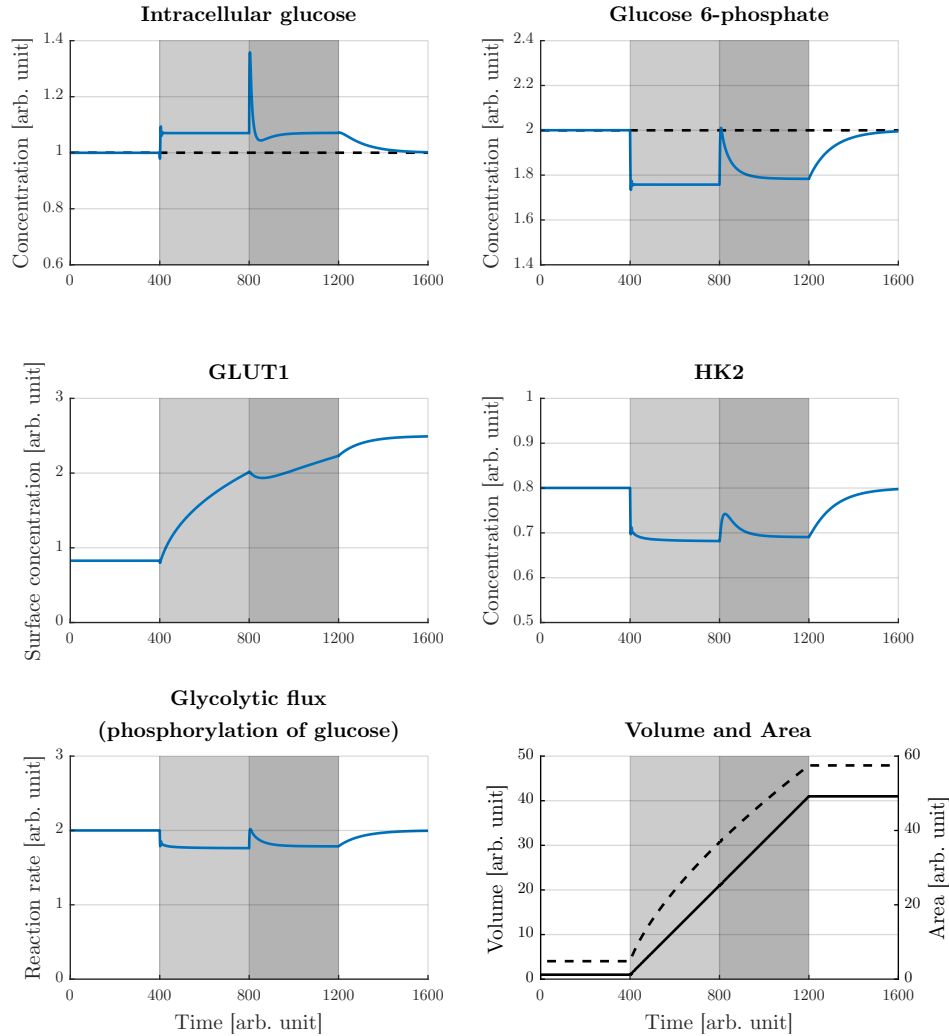 Intracellular glucose
Concentration [arb. unit]
1.4
1.2
1
0.8
0.6
0 400 800 1200 1600
Glucose 6-phosphate
Concentration [arb. unit]
2.4
2.2
2
1.8
1.6
1.4
0 400 800 1200 1600
GLUT1
Surface concentration [arb. unit]
3
2
1
0
0 400 800 1200 1600
HK2
Concentration [arb. unit]
1
0.9
0.8
0.7
0.6
0.5
0 400 800 1200 1600
Glycolytic flux
(phosphorylation of glucose)
Reaction rate [arb. unit]
3
2
1
0
0 400 800 1200 1600
Time [arb. unit]
Volume and Area
Volume [arb. unit]
50
40
30
20
10
0
60
40
20
0
Area [arb. unit]
0 400 800 1200 1600
Time [arb. unit]